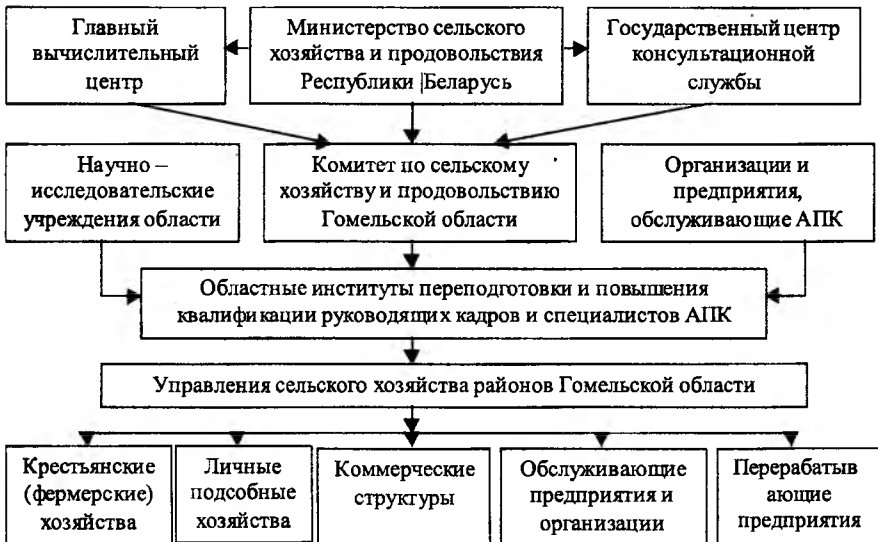 Главный
вычислительный
центр
Министерство сельского
хозяйства и продовольствия
Республики |Беларусь
Государственный центр
консультационной
службы
Научно –
исследовательские
учреждения области
Комитет по сельскому
хозяйству и продовольствию
Гомельской области
Организации и
предприятия,
обслуживающие АПК
Областные институты переподготовки и повышения
квалификации руководящих кадров и специалистов АПК
Управления сельского хозяйства районов Гомельской области
Крестьянские
(фермерские)
хозяйства
Личные
подсобные
хозяйства
Коммерческие
структуры
Обслуживающие
предприятия и
организации
Перерабатыв
ающие
предприятия